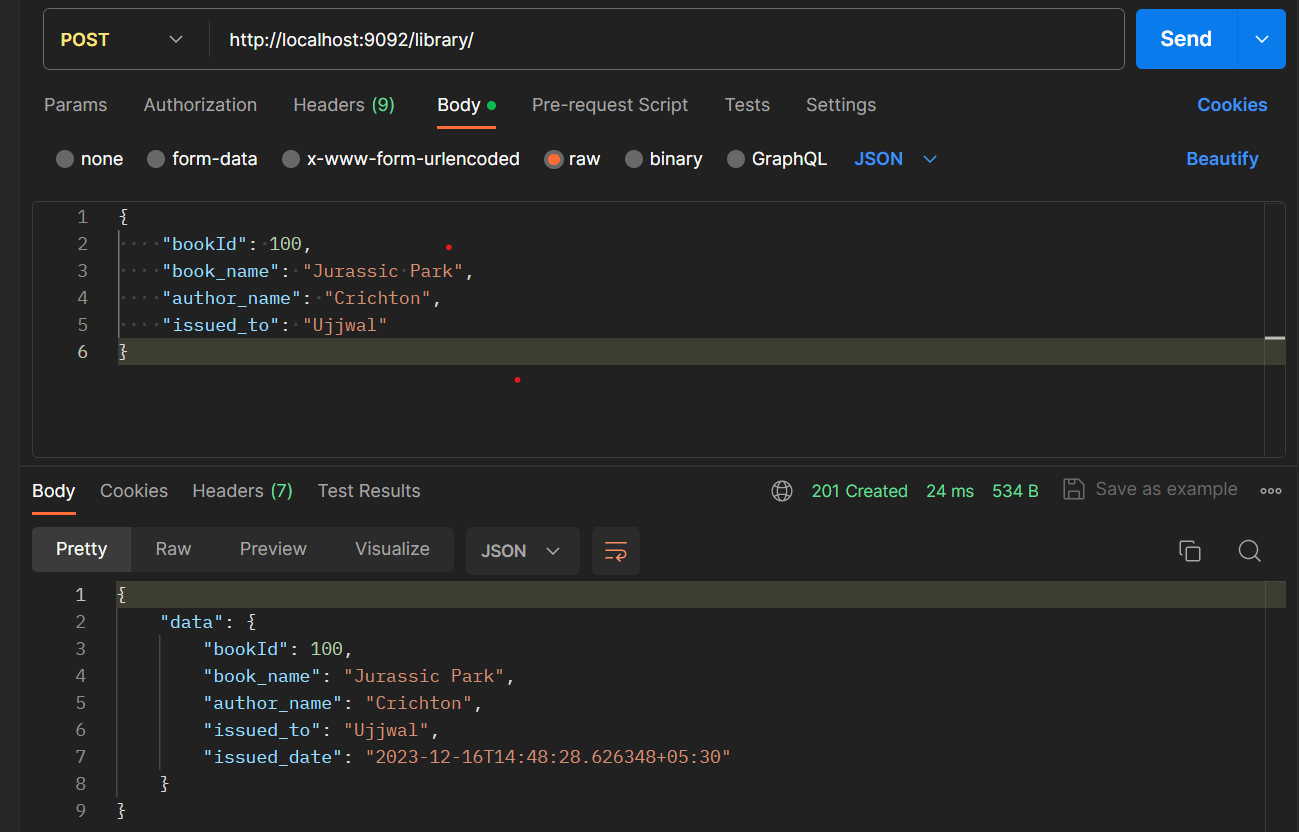 POST http://localhost:9092/library/ Send
Params Authorization Headers (9) Body Pre-request Script Tests Settings Cookies
none form-data x-www-form-urlencoded raw binary GraphQL JSON Beautify
1 {
2 "bookId": 100,
3 "book_name": "Jurassic Park",
4 "author_name": "Crichton",
5 "issued_to": "Ujjwal"
6 }
Body Cookies Headers (7) Test Results 201 Created 24 ms 534 B Save as example
Pretty Raw Preview Visualize JSON
1 {
2 "data": {
3 "bookId": 100,
4 "book_name": "Jurassic Park",
5 "author_name": "Crichton",
6 "issued_to": "Ujjwal",
7 "issued_date": "2023-12-16T14:48:28.626348+05:30"
8 }
9 }